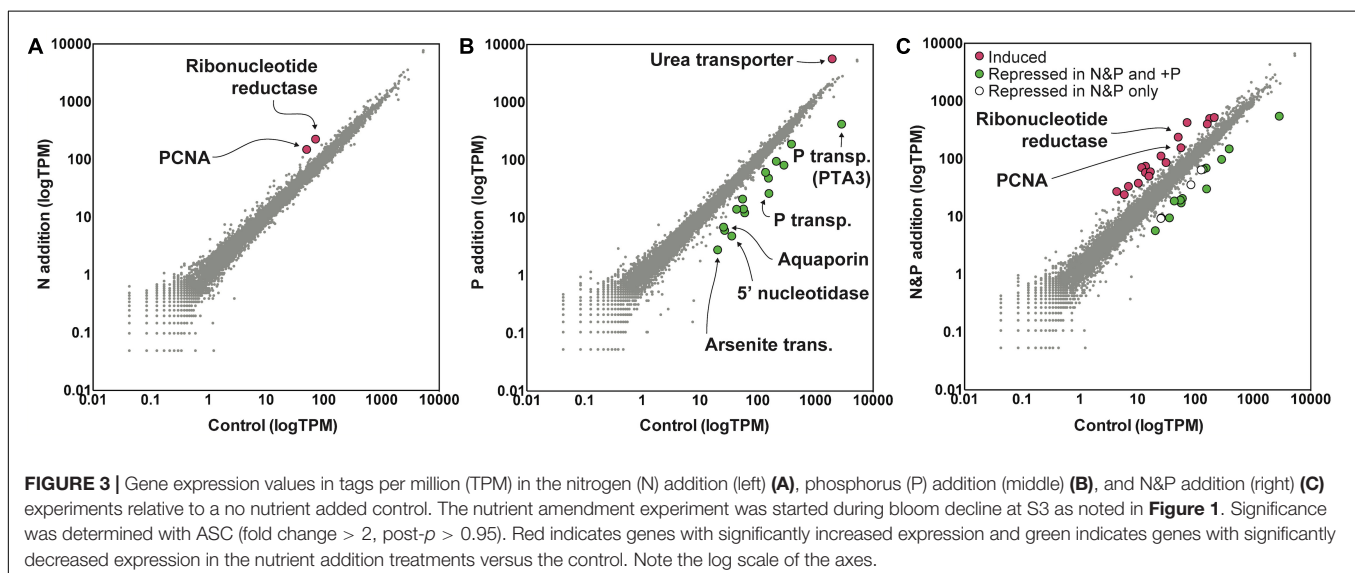 A
10000
1000
100
10
1
0.1
0.01
N addition (logTPM)
Ribonucleotide
reductase
PCNA
0.01 0.1 1 10 100 1000 10000
Control (logTPM)
B
10000
1000
100
10
1
0.1
0.01
P addition (logTPM)
Urea transporter
P transp.
(PTA3)
P transp.
Aquaporin
5' nucleotidase
Arsenite trans.
0.01 0.1 1 10 100 1000 10000
Control (logTPM)
C
10000
1000
100
10
1
0.1
0.01
N&P addition (logTPM)
Induced
Repressed in N&P and +P
Repressed in N&P only
Ribonucleotide
reductase
PCNA
0.01 0.1 1 10 100 1000 10000
Control (logTPM)
FIGURE 3 | Gene expression values in tags per million (TPM) in the nitrogen (N) addition (left) (A), phosphorus (P) addition (middle) (B), and N&P addition (right) (C)
experiments relative to a no nutrient added control. The nutrient amendment experiment was started during bloom decline at S3 as noted in Figure 1. Significance
was determined with ASC (fold change > 2, post-p > 0.95). Red indicates genes with significantly increased expression and green indicates genes with significantly
decreased expression in the nutrient addition treatments versus the control. Note the log scale of the axes.